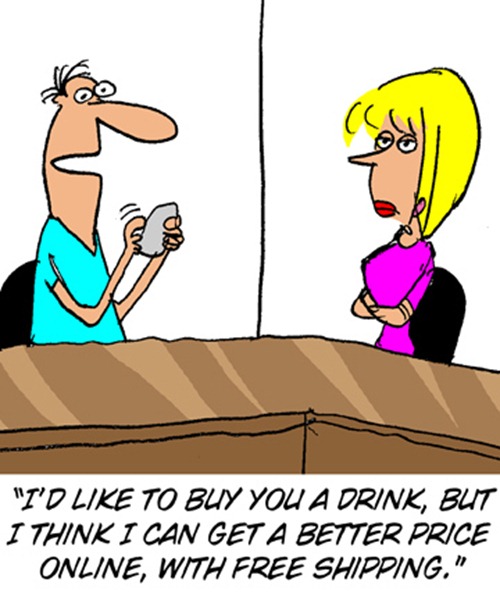 "I'D LIKE TO BUY YOU A DRINK, BUT
I THINK I CAN GET A BETTER PRICE
ONLINE, WITH FREE SHIPPING."